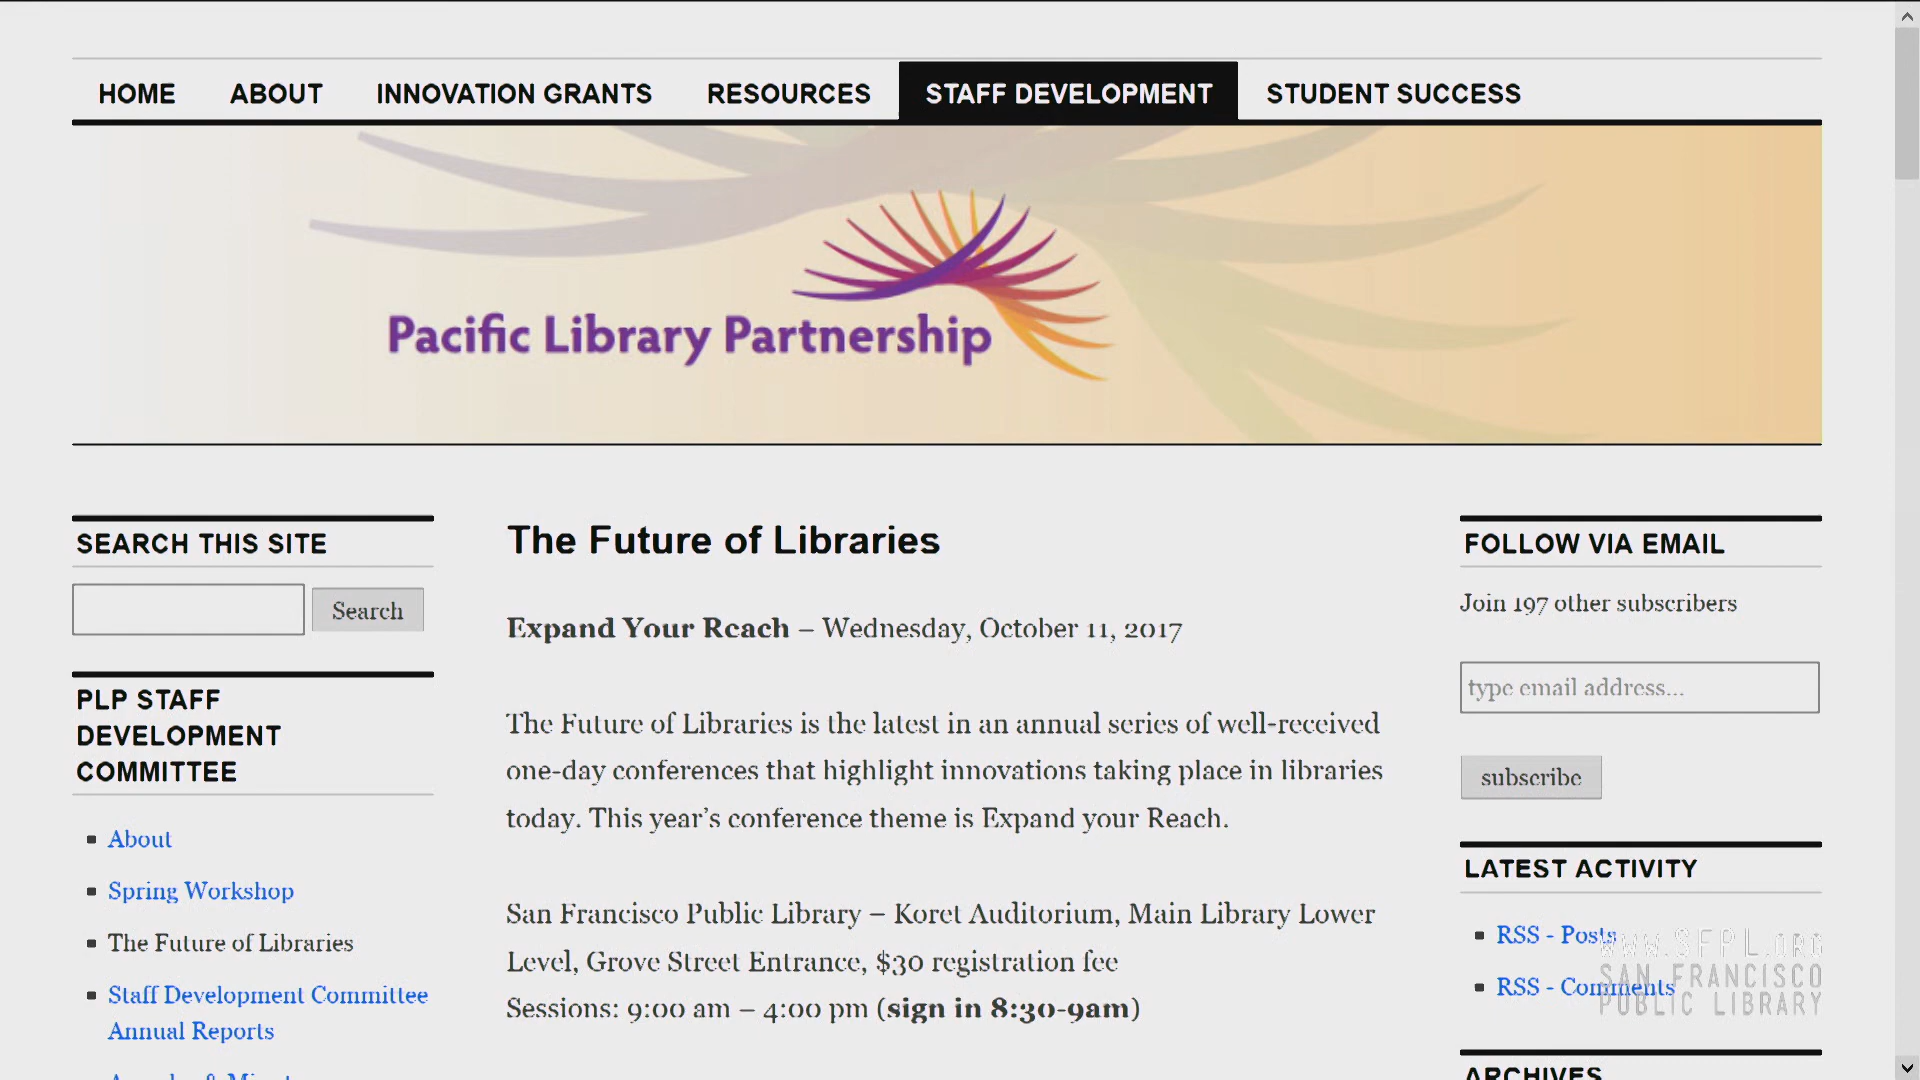 HOME ABOUT INNOVATION GRANTS RESOURCES STAFF DEVELOPMENT STUDENT SUCCESS
Pacific Library Partnership
SEARCH THIS SITE
Search
PLP STAFF
DEVELOPMENT
COMMITTEE
About
Spring Workshop
The Future of Libraries
Staff Development Committee
Annual Reports
The Future of Libraries
Expand Your Reach – Wednesday, October 11, 2017
The Future of Libraries is the latest in an annual series of well-received
one-day conferences that highlight innovations taking place in libraries
today. This year’s conference theme is Expand your Reach.
San Francisco Public Library – Koret Auditorium, Main Library Lower
Level, Grove Street Entrance, $30 registration fee
Sessions: 9:00 am – 4:00 pm (sign in 8:30-9am)
FOLLOW VIA EMAIL
Join 197 other subscribers
type email address...
subscribe
LATEST ACTIVITY
RSS - Posts
RSS - Comments
WWW.SFPL.ORG
SAN FRANCISCO
PUBLIC LIBRARY
ARCHIVES